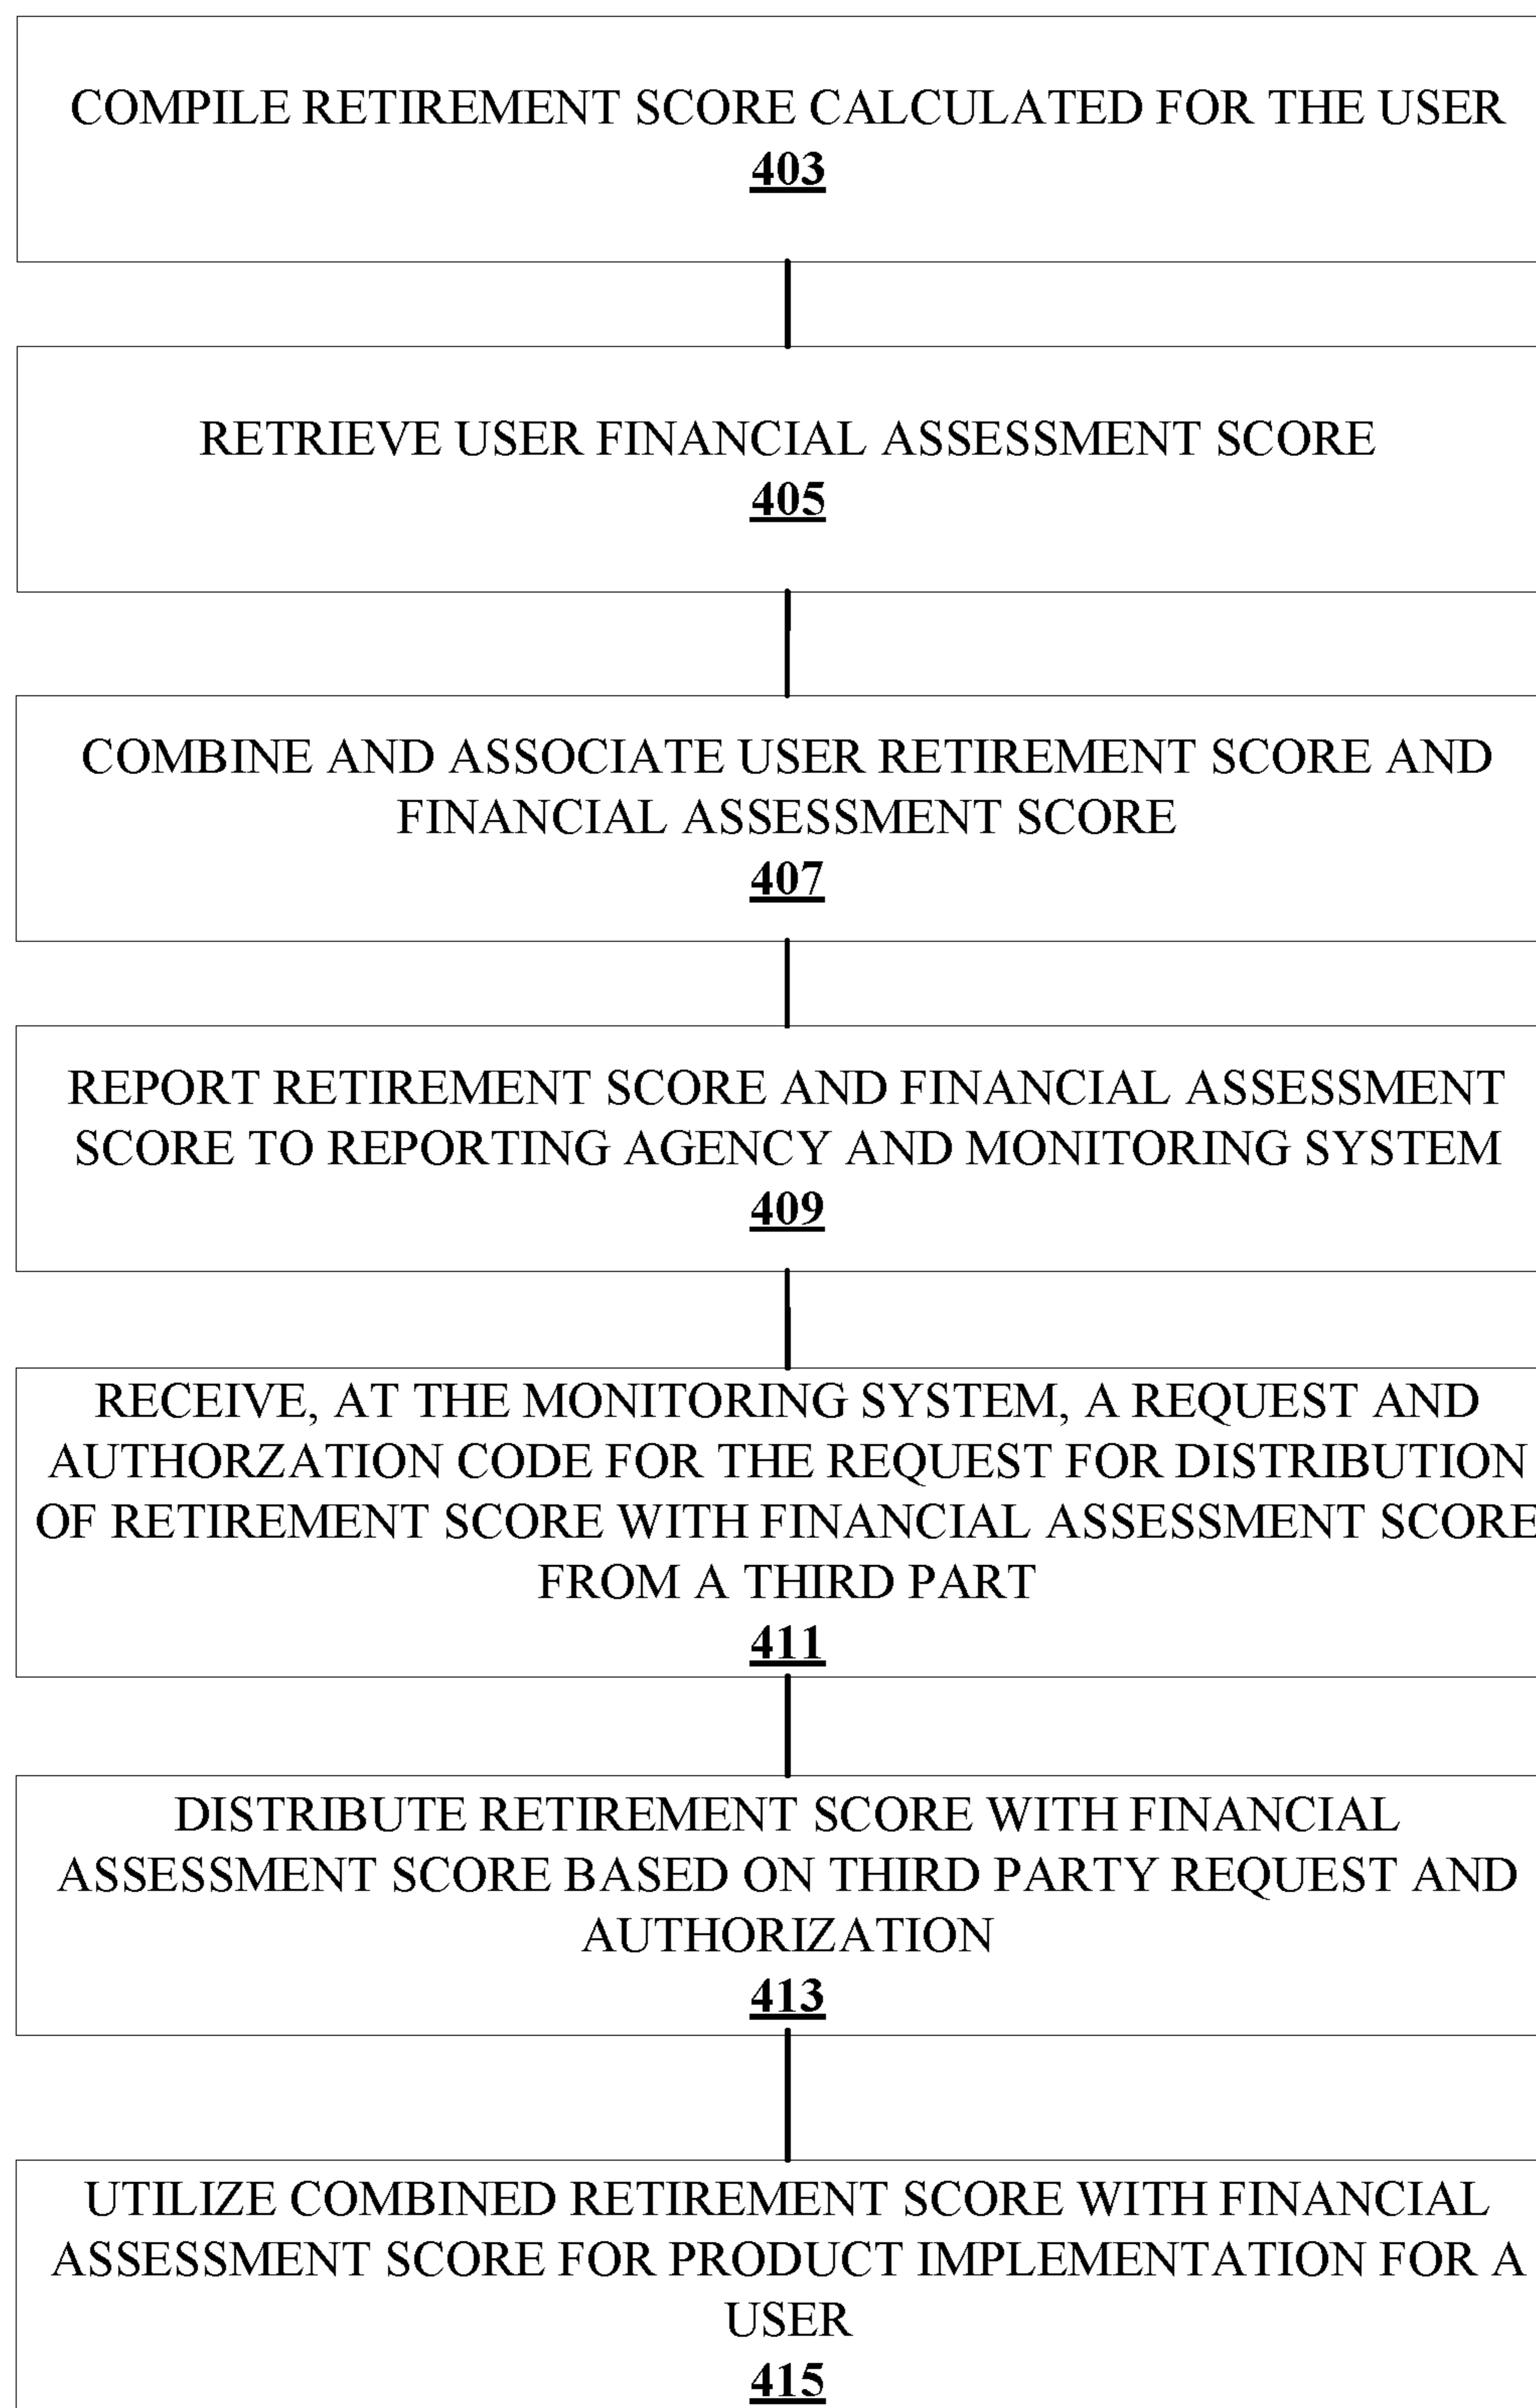 COMPILE RETIREMENT SCORE CALCULATED FOR THE USER
403
RETRIEVE USER FINANCIAL ASSESSMENT SCORE
405
COMBINE AND ASSOCIATE USER RETIREMENT SCORE AND
FINANCIAL ASSESSMENT SCORE
407
REPORT RETIREMENT SCORE AND FINANCIAL ASSESSMENT
SCORE TO REPORTING AGENCY AND MONITORING SYSTEM
409
RECEIVE, AT THE MONITORING SYSTEM, A REQUEST AND
AUTHORZATION CODE FOR THE REQUEST FOR DISTRIBUTION
OF RETIREMENT SCORE WITH FINANCIAL ASSESSMENT SCORE
FROM A THIRD PART
411
DISTRIBUTE RETIREMENT SCORE WITH FINANCIAL
ASSESSMENT SCORE BASED ON THIRD PARTY REQUEST AND
AUTHORIZATION
413
UTILIZE COMBINED RETIREMENT SCORE WITH FINANCIAL
ASSESSMENT SCORE FOR PRODUCT IMPLEMENTATION FOR A
USER
415